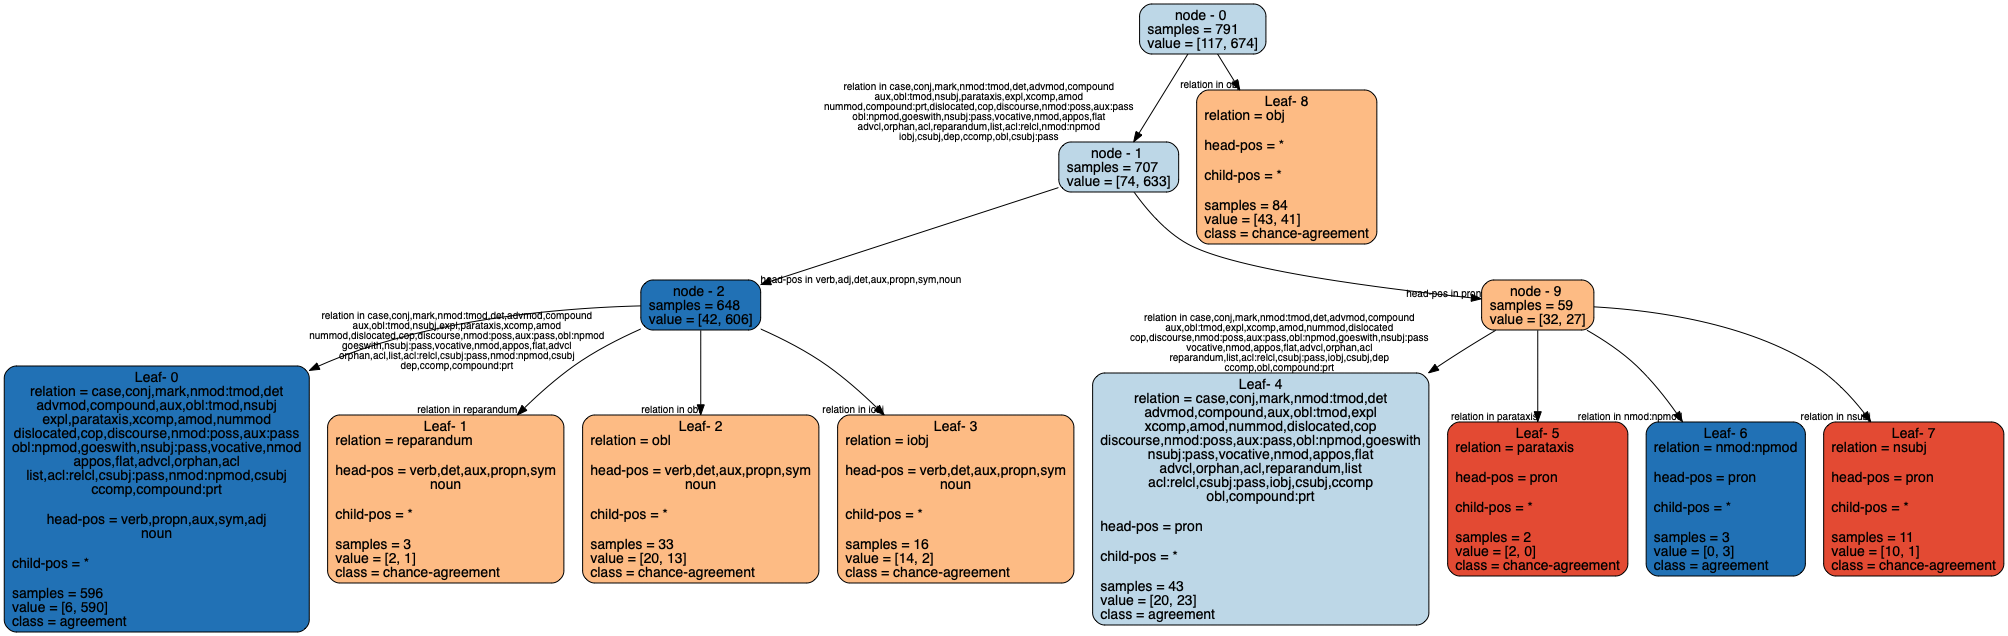 node - 0
samples = 791
value = [117, 674]
relation in case,conj,mark,nmod:tmod,det,advmod,compound
aux,obl:tmod,nsubj,parataxis,expl,xcomp,amod
nummod,compound:prt,dislocated,cop,discourse,nmod:poss,aux:pass
obl:npmod,goeswith,nsubj:pass,vocative,nmod,appos,flat
advcl,orphan,acl,reparandum,list,acl:relcl,nmod:npmod
iobj,csubj,dep,ccomp,obl,csubj:pass
relation in obj
Leaf- 8
relation = obj
head-pos = *
child-pos = *
samples = 84
value = [43, 41]
class = chance-agreement
node - 1
samples = 707
value = [74, 633]
head-pos in verb,adj,det,aux,propn,sym,noun
head-pos in pron
node - 2
samples = 648
value = [42, 606]
node - 9
samples = 59
value = [32, 27]
relation in case,conj,mark,nmod:tmod,det,advmod,compound
aux,obl:tmod,nsubj,expl,parataxis,xcomp,amod
nummod,dislocated,cop,discourse,nmod:poss,aux:pass,obl:npmod
goeswith,nsubj:pass,vocative,nmod,appos,flat,advcl
orphan,acl,list,acl:relcl,nsubj:pass,nmod:npmod,csubj
dep,ccomp,compound:prt
relation in reparandum
relation in obl
relation in iobj
relation in case,conj,mark,nmod:tmod,det,advmod,compound
aux,obl:tmod,expl,xcomp,amod,nummod,dislocated
cop,discourse,nmod:poss,aux:pass,obl:npmod,goeswith,nsubj:pass
vocative,nmod,appos,flat,advcl,orphan,acl
reparandum,list,acl:relcl,csubj:pass,iobj,csubj,dep
ccomp,obl,compound:prt
relation in parataxis
relation in nmod:npmod
relation in nsubj
Leaf- 0
relation = case,conj,mark,nmod:tmod,det
advmod,compound,aux,obl:tmod,nsubj
expl,parataxis,xcomp,amod,nummod
dislocated,cop,discourse,nmod:poss,aux:pass
obl:npmod,goeswith,nsubj:pass,vocative,nmod
appos,flat,advcl,orphan,acl
list,acl:relcl,csubj:pass,nmod:npmod,csubj
ccomp,compound:prt
head-pos = verb,propn,aux,sym,adj
noun
child-pos = *
samples = 596
value = [6, 590]
class = agreement
Leaf- 1
relation = reparandum
head-pos = verb,det,aux,propn,sym
noun
child-pos = *
samples = 3
value = [2, 1]
class = chance-agreement
Leaf- 2
relation = obl
head-pos = verb,det,aux,propn,sym
noun
child-pos = *
samples = 33
value = [20, 13]
class = chance-agreement
Leaf- 3
relation = iobj
head-pos = verb,det,aux,propn,sym
noun
child-pos = *
samples = 16
value = [14, 2]
class = chance-agreement
Leaf- 4
relation = case,conj,mark,nmod:tmod,det
advmod,compound,aux,obl:tmod,expl
xcomp,amod,nummod,dislocated,cop
discourse,nmod:poss,aux:pass,obl:npmod,goeswith
nsubj:pass,vocative,nmod,appos,flat
advcl,orphan,acl,reparandum,list
acl:relcl,csubj:pass,iobj,csubj,ccomp
obl,compound:prt
head-pos = pron
child-pos = *
samples = 43
value = [20, 23]
class = agreement
Leaf- 5
relation = parataxis
head-pos = pron
child-pos = *
samples = 2
value = [2, 0]
class = chance-agreement
Leaf- 6
relation = nmod:npmod
head-pos = pron
child-pos = *
samples = 3
value = [0, 3]
class = agreement
Leaf- 7
relation = nsubj
head-pos = pron
child-pos = *
samples = 11
value = [10, 1]
class = chance-agreement